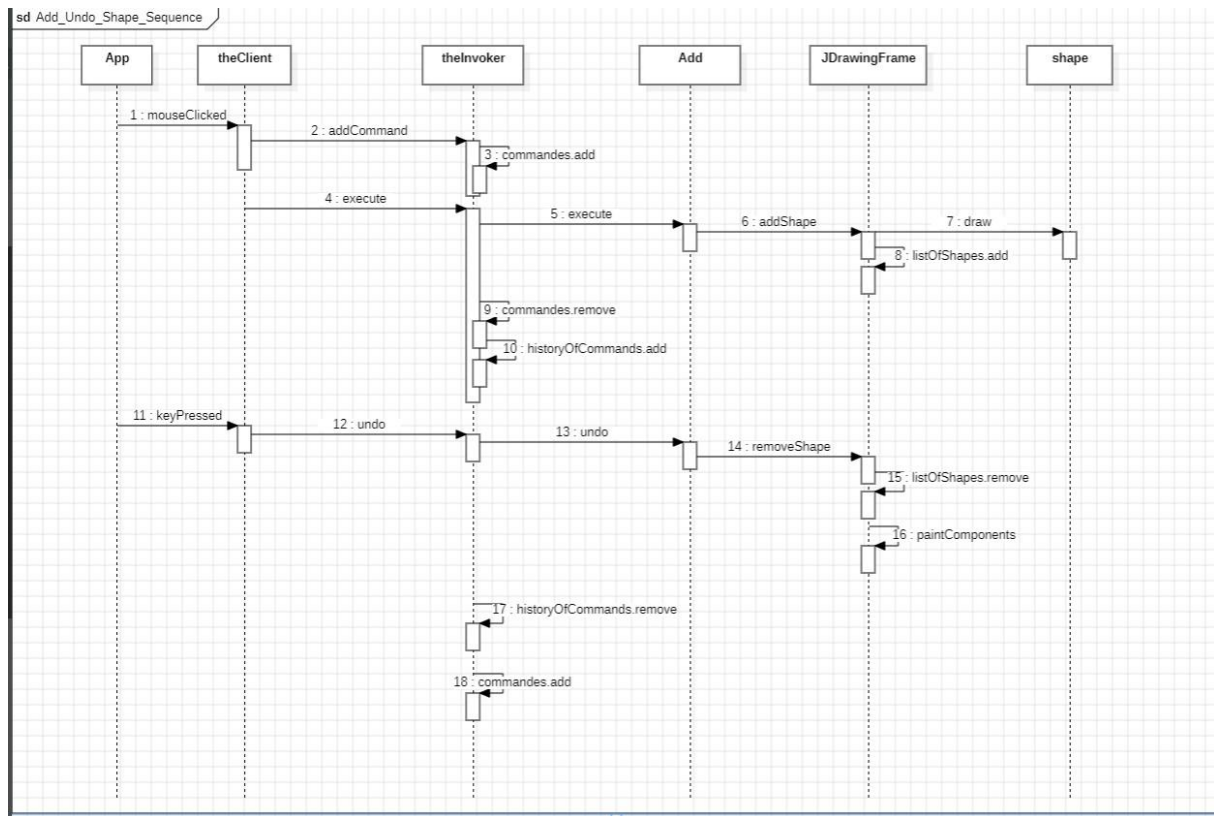 sd Add_Undo_Shape_Sequence
App
theClient
theInvoker
Add
JDrawingFrame
shape
1 : mouseClicked
2 : addCommand
3 : commandes.add
4 : execute
5 : execute
6 : addShape
7 : draw
8 : listOfShapes.add
9 : commandes.remove
10 : historyOfCommands.add
11 : keyPressed
12 : undo
13 : undo
14 : removeShape
15 : listOfShapes.remove
16 : paintComponents
17 : historyOfCommands.remove
18 : commandes.add